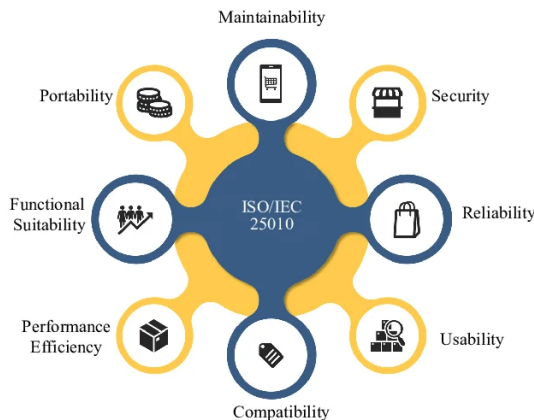 Maintainability
Portability
Security
Functional
Suitability
ISO/IEC
25010
Reliability
Performance
Efficiency
Usability
Compatibility